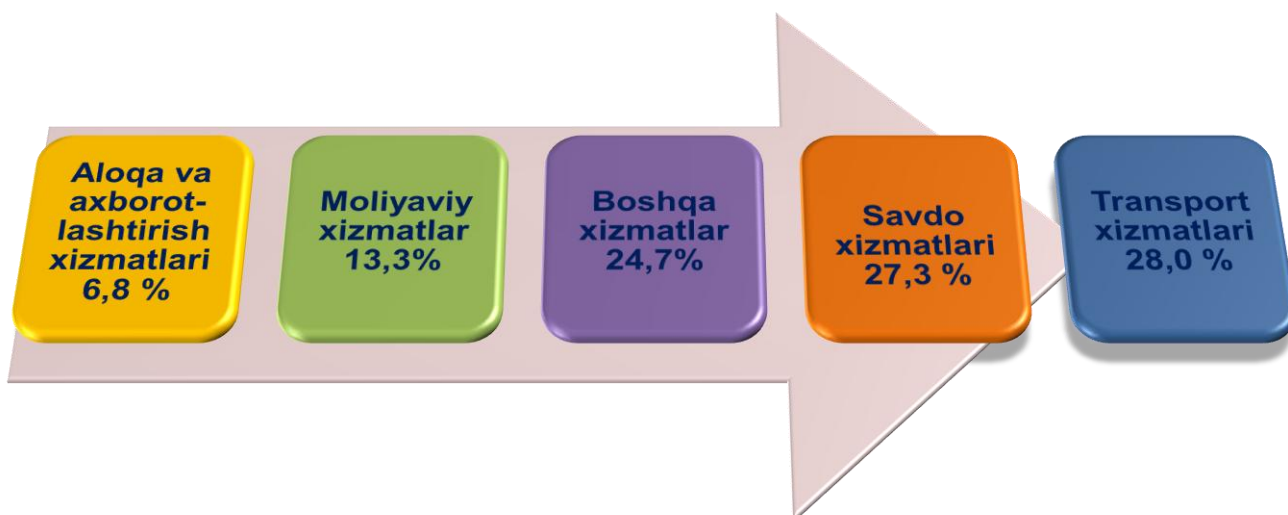 Aloqa va
axborot-
lashtirish
xizmatlari
6,8 %
Moliyaviy
xizmatlar
13,3%
Boshqa
xizmatlar
24,7%
Savdo
xizmatlari
27,3 %
Transport
xizmatlari
28,0 %